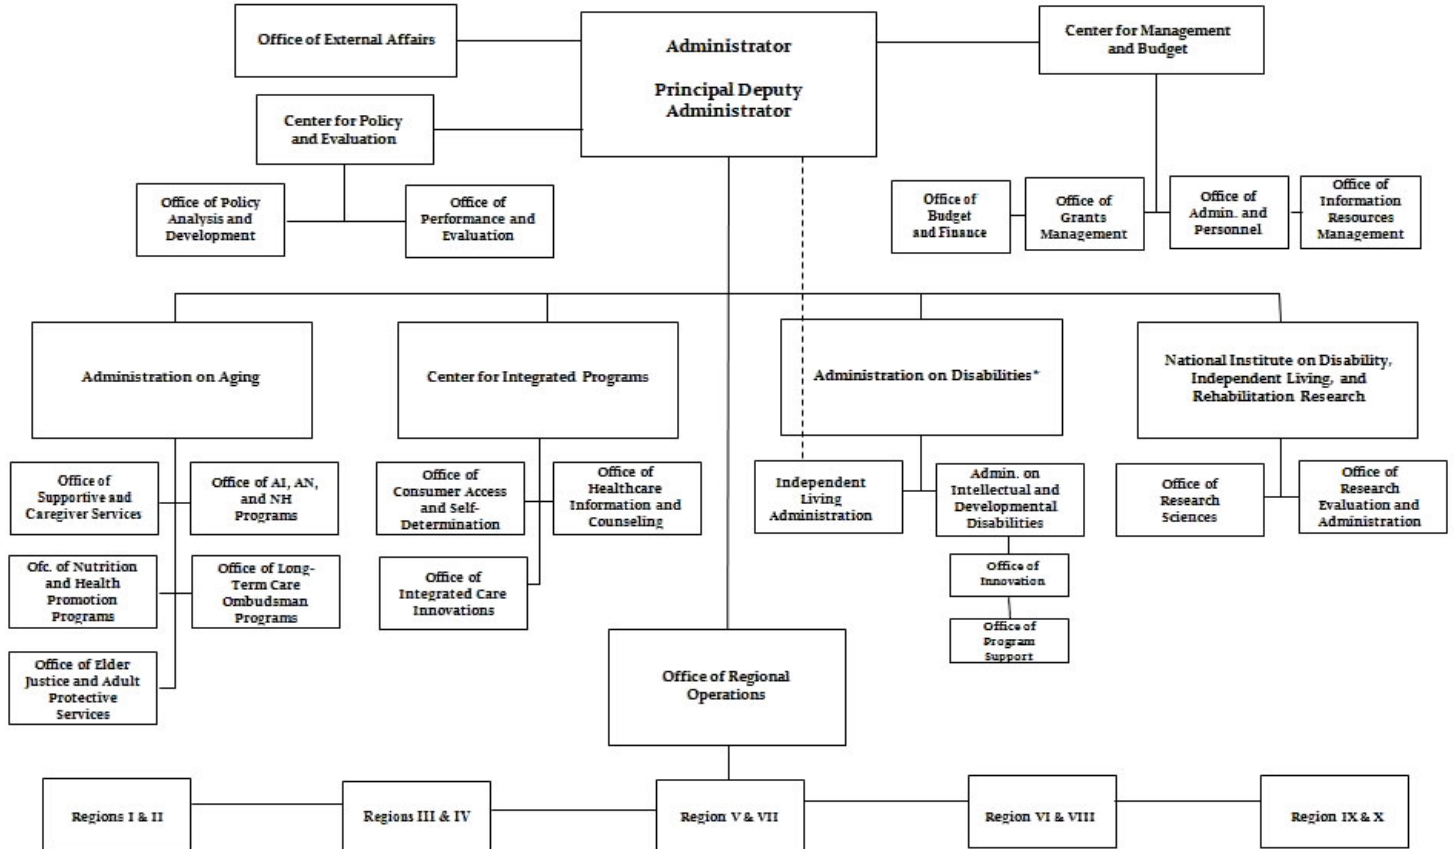 Office of External Affairs
Administrator
Principal Deputy
Administrator
Center for Management
and Budget
Center for Policy
and Evaluation
Office of Policy
Analysis and
Development
Office of
Performance and
Evaluation
Office of
Budget
and Finance
Office of
Grants
Management
Office of
Admin. and
Personnel
Office of
Information
Resources
Management
Administration on Aging
Center for Integrated Programs
Administration on Disabilities*
National Institute on Disability,
Independent Living, and
Rehabilitation Research
Office of
Supportive and
Caregiver Services
Office of AI, AN,
and NH
Programs
Office of
Consumer Access
and Self-
Determination
Office of
Healthcare
Information and
Counseling
Independent
Living
Administration
Admin. on
Intellectual and
Developmental
Disabilities
Office of
Research
Sciences
Office of
Research
Evaluation and
Administration
Ofc. of Nutrition
and Health
Promotion
Programs
Office of Long-
Term Care
Ombudsman
Programs
Office of
Integrated Care
Innovations
Office of
Innovation
Office of
Program
Support
Office of Elder
Justice and Adult
Protective
Services
Office of Regional
Operations
Regions I & II
Regions III & IV
Region V & VII
Region VI & VIII
Region IX & X